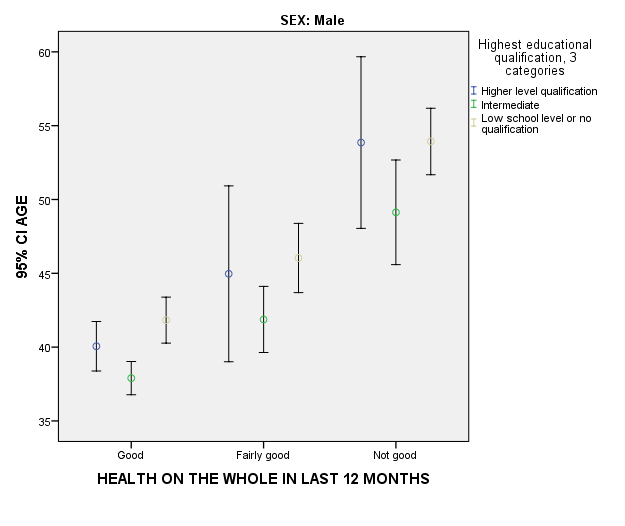 SEX: Male
Highest educational
qualification, 3
categories
Higher level qualification
Intermediate
Low school level or no
qualification
95% CI AGE
60
55
50
45
40
35
Good
Fairly good
Not good
HEALTH ON THE WHOLE IN LAST 12 MONTHS